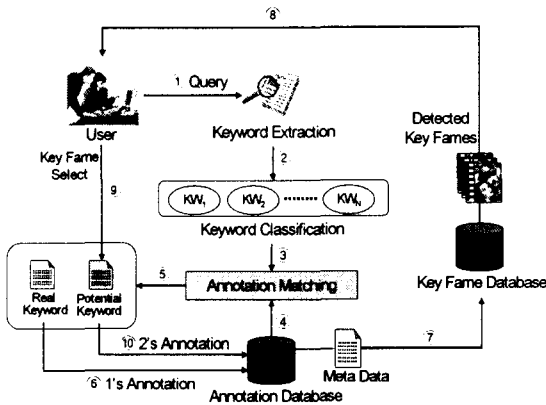 8
1 Query
User
Keyword Extraction
Detected
Key Fames
Key Fame
Select
2
9
KW1 KW2 ········ KWN
Keyword Classification
3
5
Annotation Matching
Key Fame Database
Real
Keyword
Potential
Keyword
4
7
10 2's Annotation
Meta Data
6 1's Annotation
Annotation Database